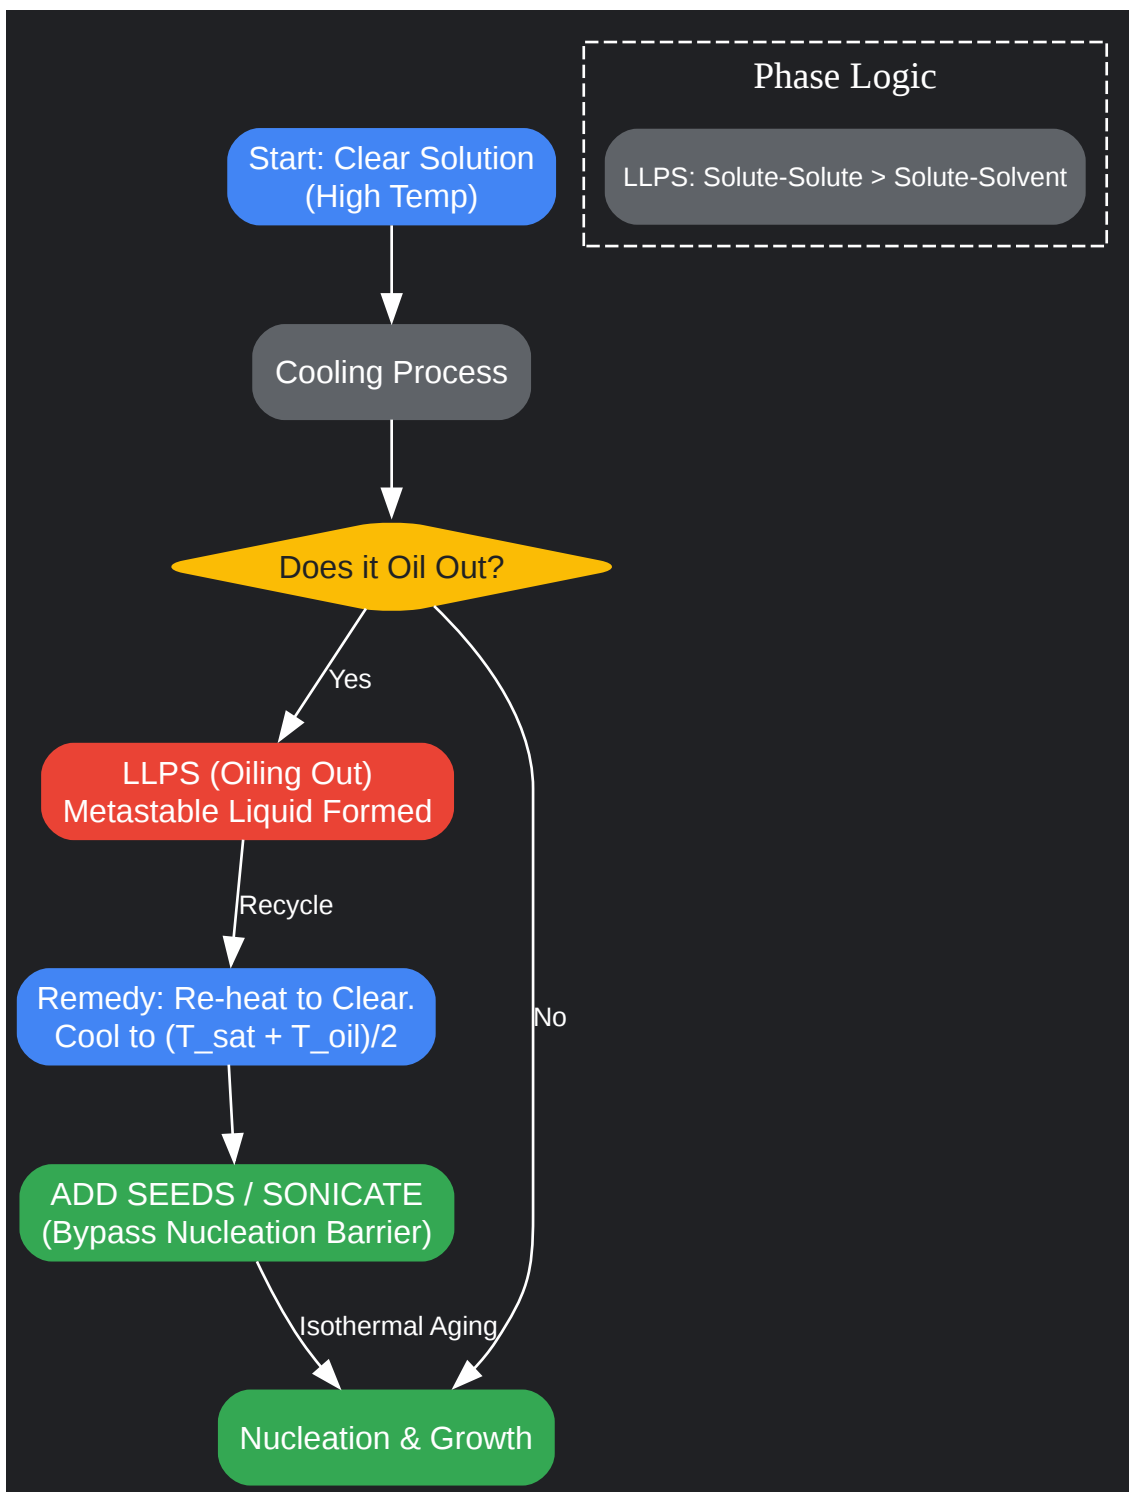 Phase Logic
LLPS: Solute-Solute > Solute-Solvent
Start: Clear Solution
(High Temp)
Cooling Process
Does it Oil Out?
Yes
LLPS (Oiling Out)
Metastable Liquid Formed
Recycle
Remedy: Re-heat to Clear.
Cool to (T_sat + T_oil)/2
No
ADD SEEDS / SONICATE
(Bypass Nucleation Barrier)
Isothermal Aging
Nucleation & Growth